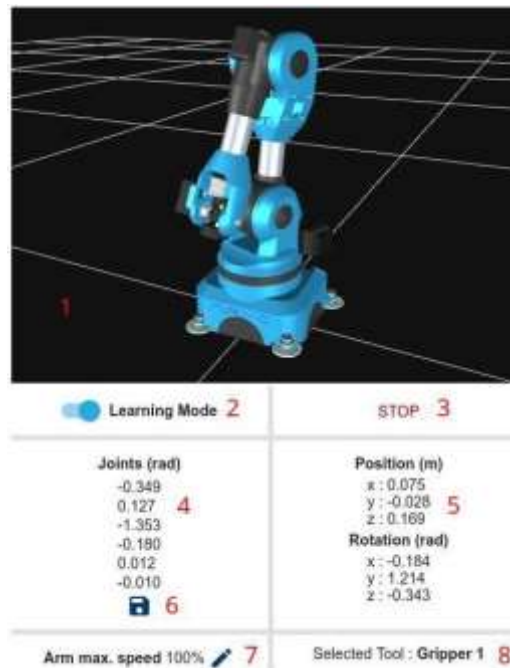 1
Learning Mode 2
STOP 3
Joints (rad)
-0.349
0.127 4
-1.353
-0.180
0.012
-0.010
6
Position (m)
x : 0.075
y : -0.028 5
z : 0.169
Rotation (rad)
x : -0.184
y : 1.214
z : -0.343
Arm max. speed 100% 7
Selected Tool : Gripper 1 8